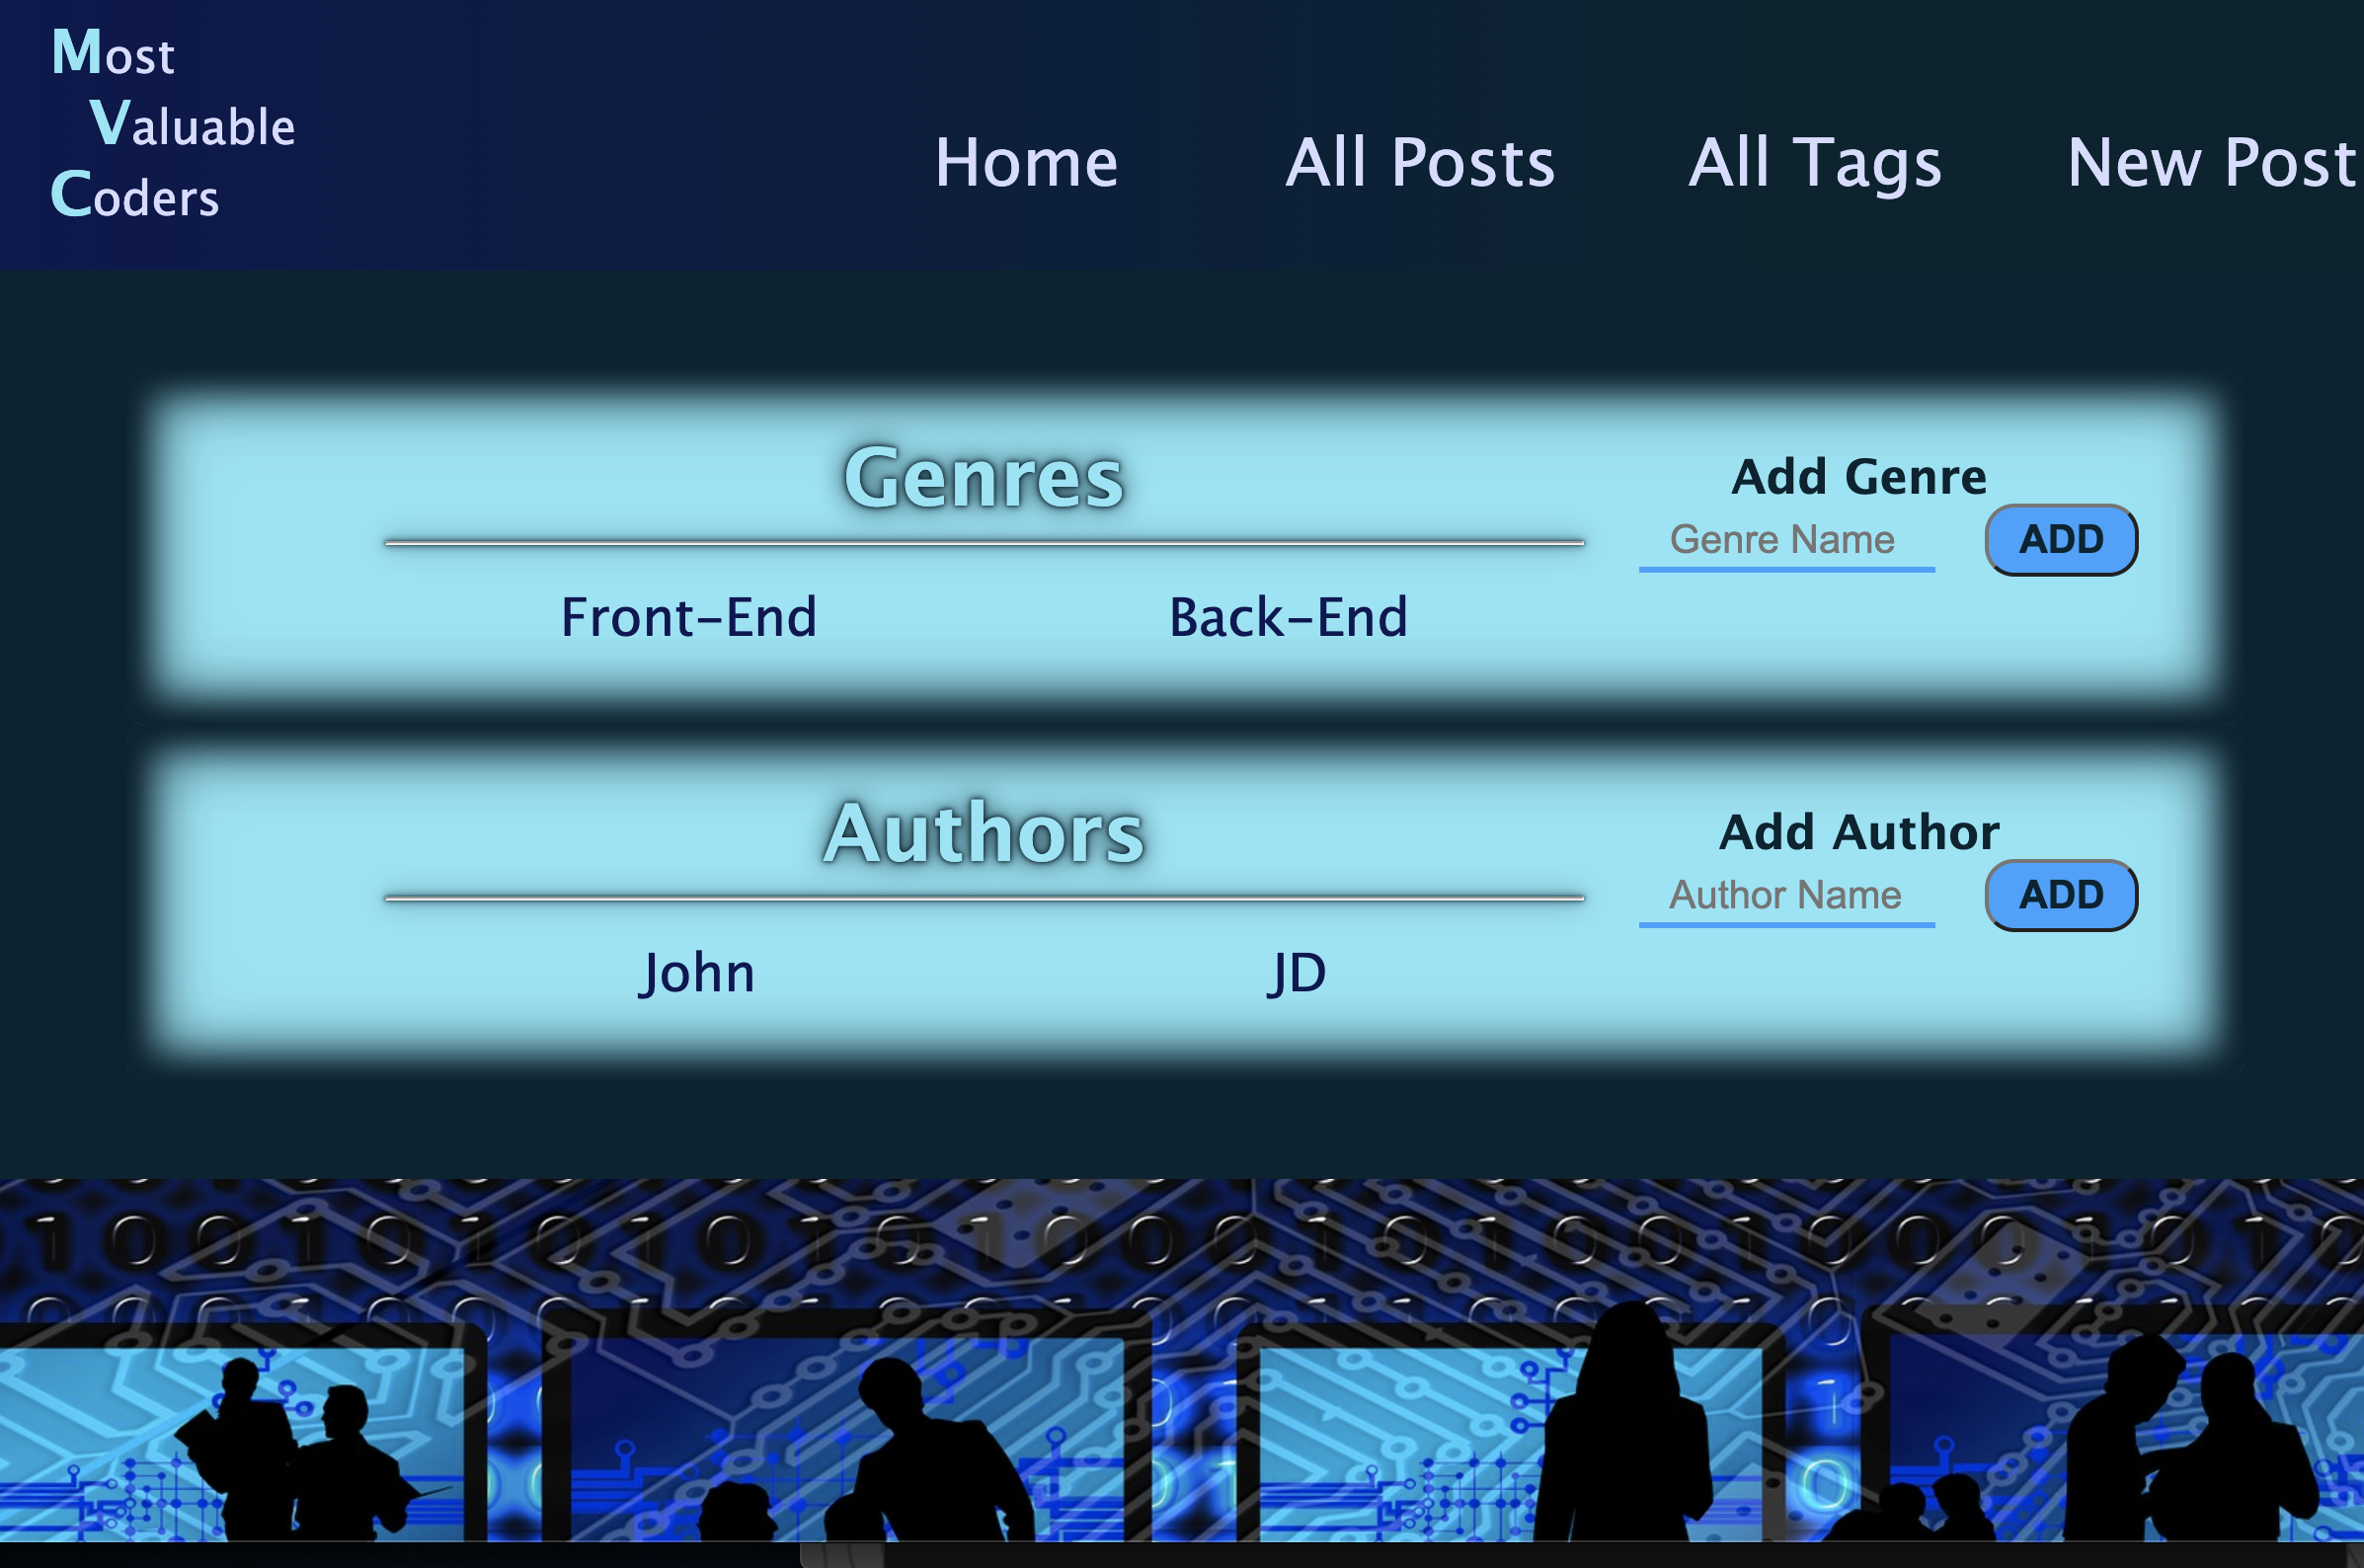 Most
Valuable
Coders
Home All Posts All Tags New Post
Genres
Add Genre
Genre Name ADD
Front-End Back-End
Authors
Add Author
Author Name ADD
John JD